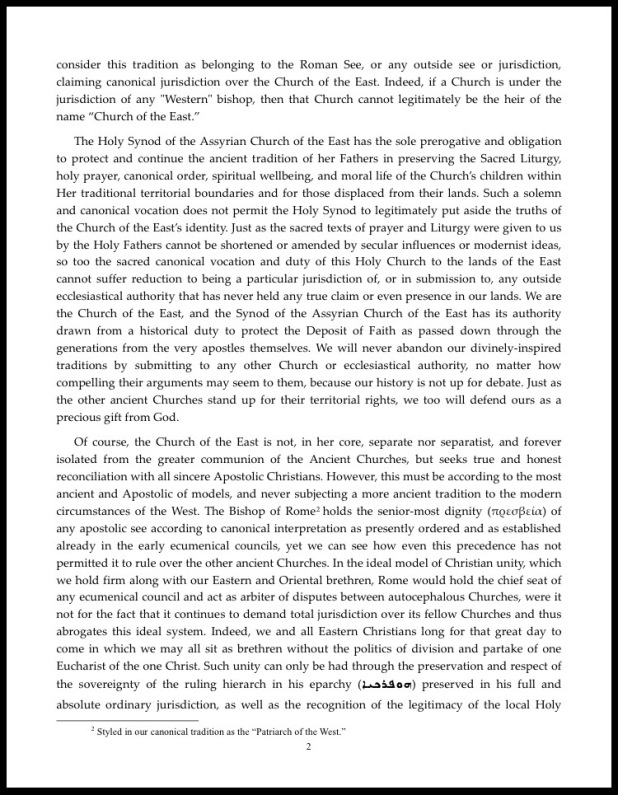 consider this tradition as belonging to the Roman See, or any outside see or jurisdiction,
claiming canonical jurisdiction over the Church of the East. Indeed, if a Church is under the
jurisdiction of any "Western" bishop, then that Church cannot legitimately be the heir of the
name “Church of the East.”
The Holy Synod of the Assyrian Church of the East has the sole prerogative and obligation
to protect and continue the ancient tradition of her Fathers in preserving the Sacred Liturgy,
holy prayer, canonical order, spiritual wellbeing, and moral life of the Church’s children within
Her traditional territorial boundaries and for those displaced from their lands. Such a solemn
and canonical vocation does not permit the Holy Synod to legitimately put aside the truths of
the Church of the East’s identity. Just as the sacred texts of prayer and Liturgy were given to us
by the Holy Fathers cannot be shortened or amended by secular influences or modernist ideas,
so too the sacred canonical vocation and duty of this Holy Church to the lands of the East
cannot suffer reduction to being a particular jurisdiction of, or in submission to, any outside
ecclesiastical authority that has never held any true claim or even presence in our lands. We are
the Church of the East, and the Synod of the Assyrian Church of the East has its authority
drawn from a historical duty to protect the Deposit of Faith as passed down through the
generations from the very apostles themselves. We will never abandon our divinely-inspired
traditions by submitting to any other Church or ecclesiastical authority, no matter how
compelling their arguments may seem to them, because our history is not up for debate. Just as
the other ancient Churches stand up for their territorial rights, we too will defend ours as a
precious gift from God.
Of course, the Church of the East is not, in her core, separate nor separatist, and forever
isolated from the greater communion of the Ancient Churches, but seeks true and honest
reconciliation with all sincere Apostolic Christians. However, this must be according to the most
ancient and Apostolic of models, and never subjecting a more ancient tradition to the modern
circumstances of the West. The Bishop of Rome² holds the senior-most dignity (πρεσβεία) of
any apostolic see according to canonical interpretation as presently ordered and as established
already in the early ecumenical councils, yet we can see how even this precedence has not
permitted it to rule over the other ancient Churches. In the ideal model of Christian unity, which
we hold firm along with our Eastern and Oriental brethren, Rome would hold the chief seat of
any ecumenical council and act as arbiter of disputes between autocephalous Churches, were it
not for the fact that it continues to demand total jurisdiction over its fellow Churches and thus
abrogates this ideal system. Indeed, we and all Eastern Christians long for that great day to
come in which we may all sit as brethren without the politics of division and partake of one
Eucharist of the one Christ. Such unity can only be had through the preservation and respect of
the sovereignty of the ruling hierarch in his eparchy (ܗܘܦܪܟܝܐ) preserved in his full and
absolute ordinary jurisdiction, as well as the recognition of the legitimacy of the local Holy
² Styled in our canonical tradition as the “Patriarch of the West.”
2